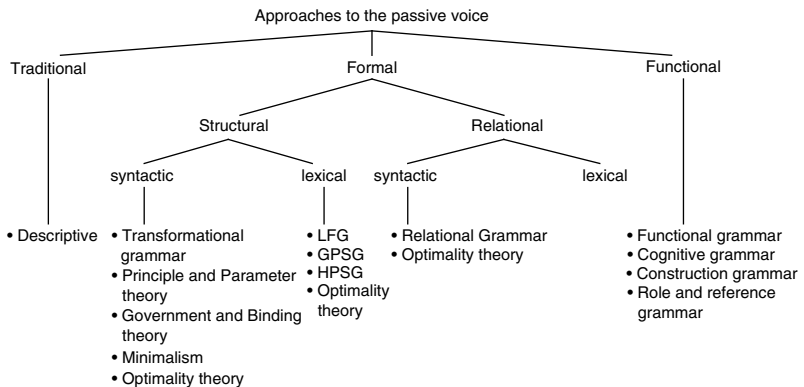 Approaches to the passive voice
Traditional
Formal
Functional
Structural
Relational
syntactic
lexical
syntactic
lexical
• Descriptive
• Transformational
grammar
• Principle and Parameter
theory
• Government and Binding
theory
• Minimalism
• Optimality theory
• LFG
• GPSG
• HPSG
• Optimality
theory
• Relational Grammar
• Optimality theory
• Functional grammar
• Cognitive grammar
• Construction grammar
• Role and reference
grammar